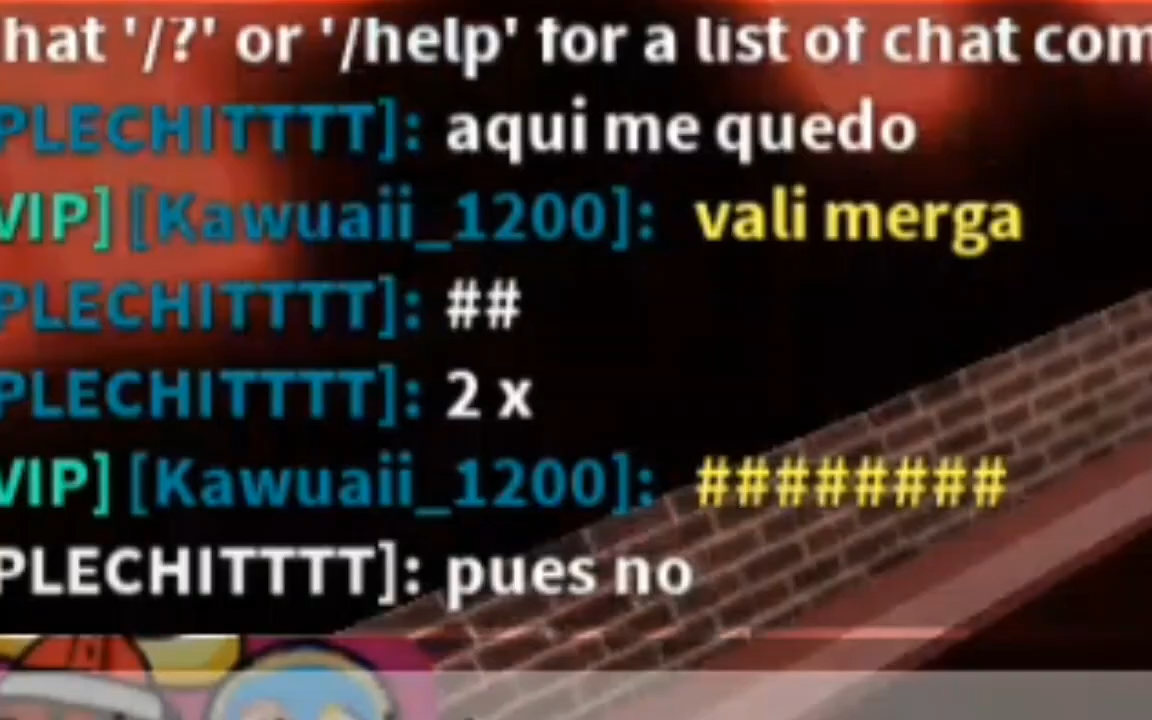 hat '/?' or '/help' for a list of chat com
PLECHITTTT]: aqui me quedo
VIP] [Kawuaii_1200]: vali merga
PLECHITTTT]: ##
PLECHITTTT]: 2 x
VIP] [Kawuaii_1200]: ########
PLECHITTTT]: pues no